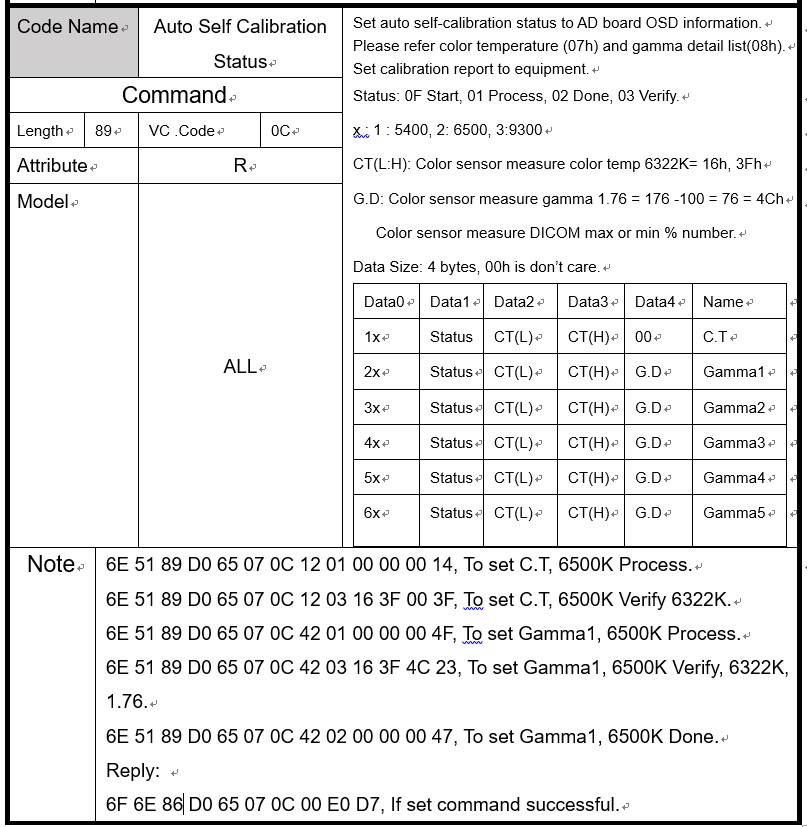 Code Name
Auto Self Calibration
Status
Command
Length 89 VC .Code 0C
Attribute R
Model
ALL
Set auto self-calibration status to AD board OSD information.
Please refer color temperature (07h) and gamma detail list(08h).
Set calibration report to equipment.
Status: 0F Start, 01 Process, 02 Done, 03 Verify.
x : 1 : 5400, 2: 6500, 3:9300
CT(L:H): Color sensor measure color temp 6322K= 16h, 3Fh
G.D: Color sensor measure gamma 1.76 = 176 -100 = 76 = 4Ch
Color sensor measure DICOM max or min % number.
Data Size: 4 bytes, 00h is don’t care.
Data0 Data1 Data2 Data3 Data4 Name
1x Status CT(L) CT(H) 00 C.T
2x Status CT(L) CT(H) G.D Gamma1
3x Status CT(L) CT(H) G.D Gamma2
4x Status CT(L) CT(H) G.D Gamma3
5x Status CT(L) CT(H) G.D Gamma4
6x Status CT(L) CT(H) G.D Gamma5
Note
6E 51 89 D0 65 07 0C 12 01 00 00 00 14, To set C.T, 6500K Process.
6E 51 89 D0 65 07 0C 12 03 16 3F 00 3F, To set C.T, 6500K Verify 6322K.
6E 51 89 D0 65 07 0C 42 01 00 00 00 4F, To set Gamma1, 6500K Process.
6E 51 89 D0 65 07 0C 42 03 16 3F 4C 23, To set Gamma1, 6500K Verify, 6322K,
1.76.
6E 51 89 D0 65 07 0C 42 02 00 00 00 47, To set Gamma1, 6500K Done.
Reply:
6F 6E 86 D0 65 07 0C 00 E0 D7, If set command successful.